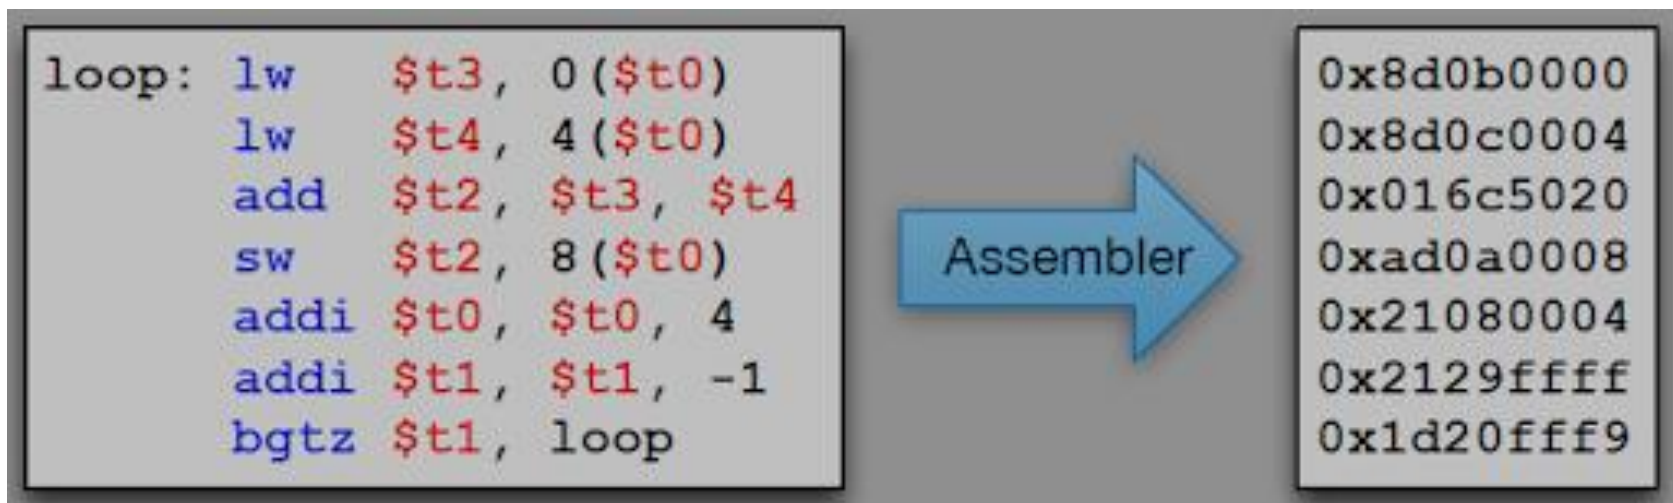 loop: lw $t3, 0($t0)
lw $t4, 4($t0)
add $t2, $t3, $t4
sw $t2, 8($t0)
addi $t0, $t0, 4
addi $t1, $t1, -1
bgtz $t1, loop
Assembler
0x8d0b0000
0x8d0c0004
0x016c5020
0xad0a0008
0x21080004
0x2129ffff
0x1d20fff9